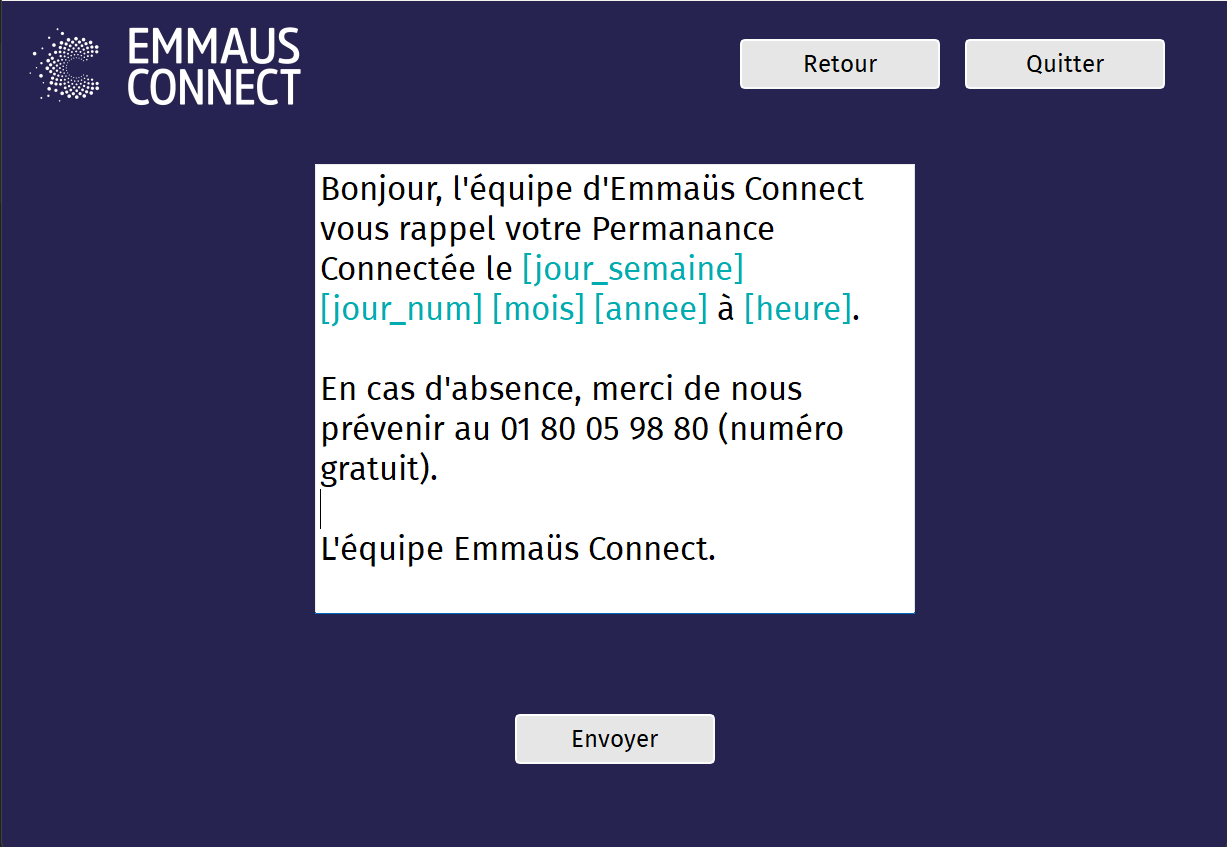 EMMAUS
CONNECT
Retour
Quitter
Bonjour, l'équipe d'Emmaüs Connect
vous rappel votre Permanance
Connectée le [jour_semaine]
[jour_num] [mois] [annee] à [heure].
En cas d'absence, merci de nous
prévenir au 01 80 05 98 80 (numéro
gratuit).
L'équipe Emmaüs Connect.
Envoyer